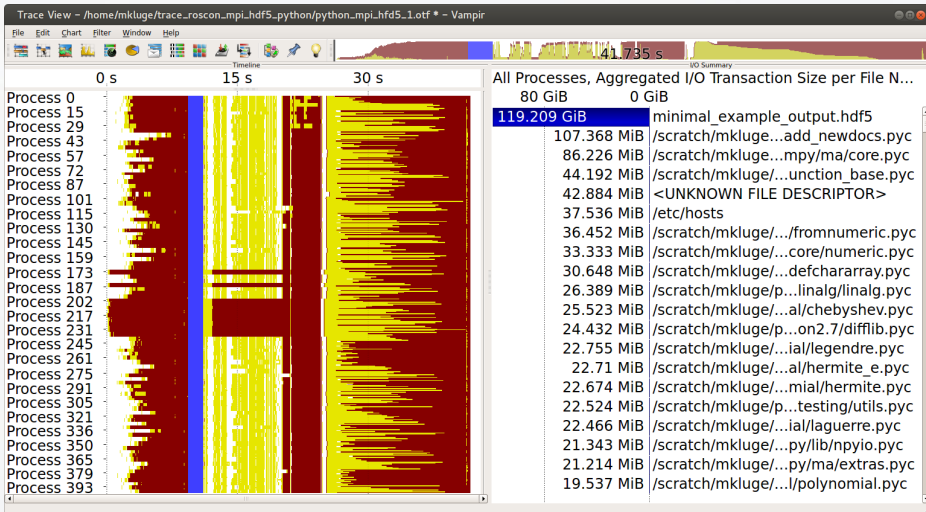 Trace View - /home/mkluge/trace_roscon_mpi_hdf5_python/python_mpi_hfd5_1.otf * - Vampir
File Edit Chart Filter Window Help
41.735 s
Timeline
0 s 15 s 30 s
Process 0
Process 15
Process 29
Process 43
Process 57
Process 72
Process 87
Process 101
Process 115
Process 130
Process 145
Process 159
Process 173
Process 187
Process 202
Process 217
Process 231
Process 245
Process 261
Process 275
Process 291
Process 305
Process 321
Process 336
Process 350
Process 365
Process 379
Process 393
I/O Summary
All Processes, Aggregated I/O Transaction Size per File N...
80 GiB 0 GiB
119.209 GiB minimal_example_output.hdf5
107.368 MiB /scratch/mkluge...add_newdocs.pyc
86.226 MiB /scratch/mkluge...mpy/ma/core.pyc
44.192 MiB /scratch/mkluge...unction_base.pyc
42.884 MiB <UNKNOWN FILE DESCRIPTOR>
37.536 MiB /etc/hosts
36.452 MiB /scratch/mkluge/.../fromnumeric.pyc
33.333 MiB /scratch/mkluge/...core/numeric.pyc
30.648 MiB /scratch/mkluge/...defchararray.pyc
26.389 MiB /scratch/mkluge/p...linalg/linalg.pyc
25.523 MiB /scratch/mkluge/...al/chebyshev.pyc
24.432 MiB /scratch/mkluge/p...on2.7/difflib.pyc
22.755 MiB /scratch/mkluge/...ial/legendre.pyc
22.71 MiB /scratch/mkluge/...al/hermite_e.pyc
22.674 MiB /scratch/mkluge/...mial/hermite.pyc
22.524 MiB /scratch/mkluge/p...testing/utils.pyc
22.466 MiB /scratch/mkluge/...ial/laguerre.pyc
21.343 MiB /scratch/mkluge/...py/lib/npyio.pyc
21.214 MiB /scratch/mkluge/...py/ma/extras.pyc
19.537 MiB /scratch/mkluge/...l/polynomial.pyc